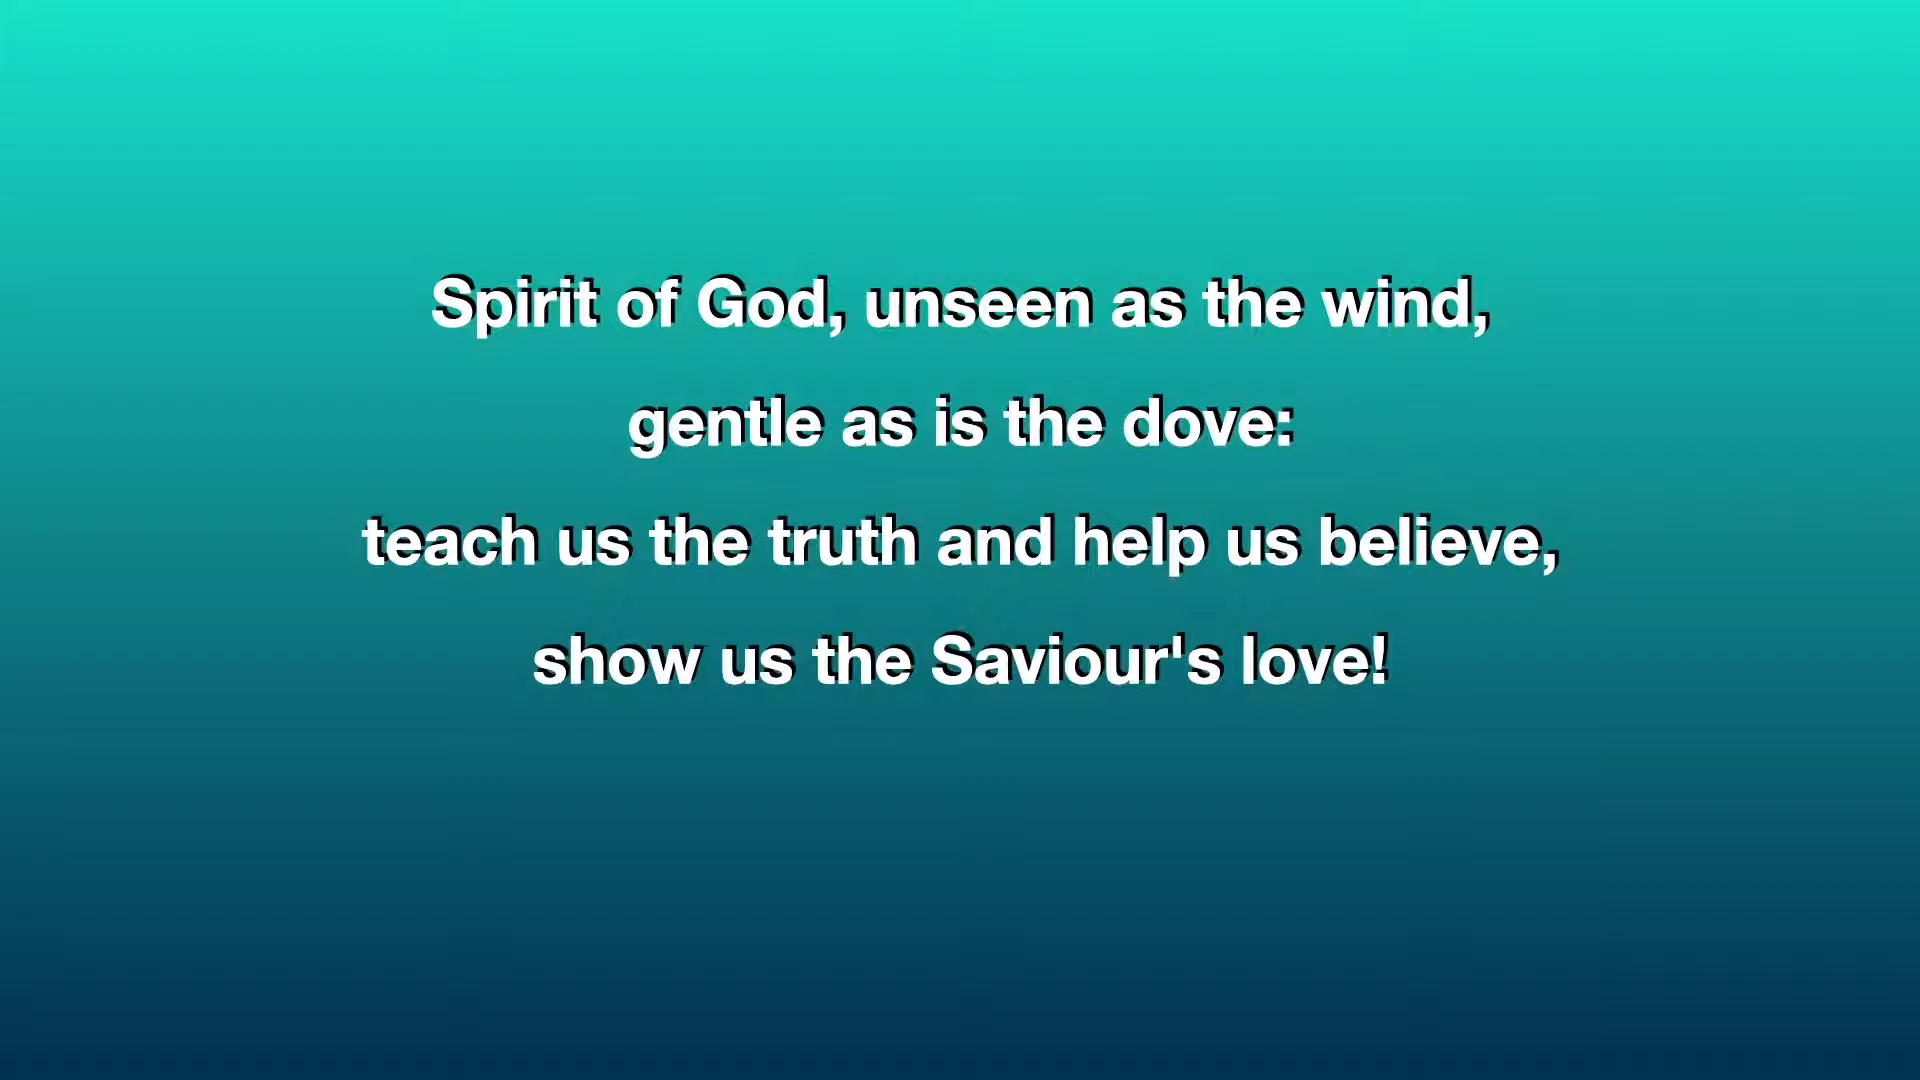 Spirit of God, unseen as the wind,
gentle as is the dove:
teach us the truth and help us believe,
show us the Saviour's love!